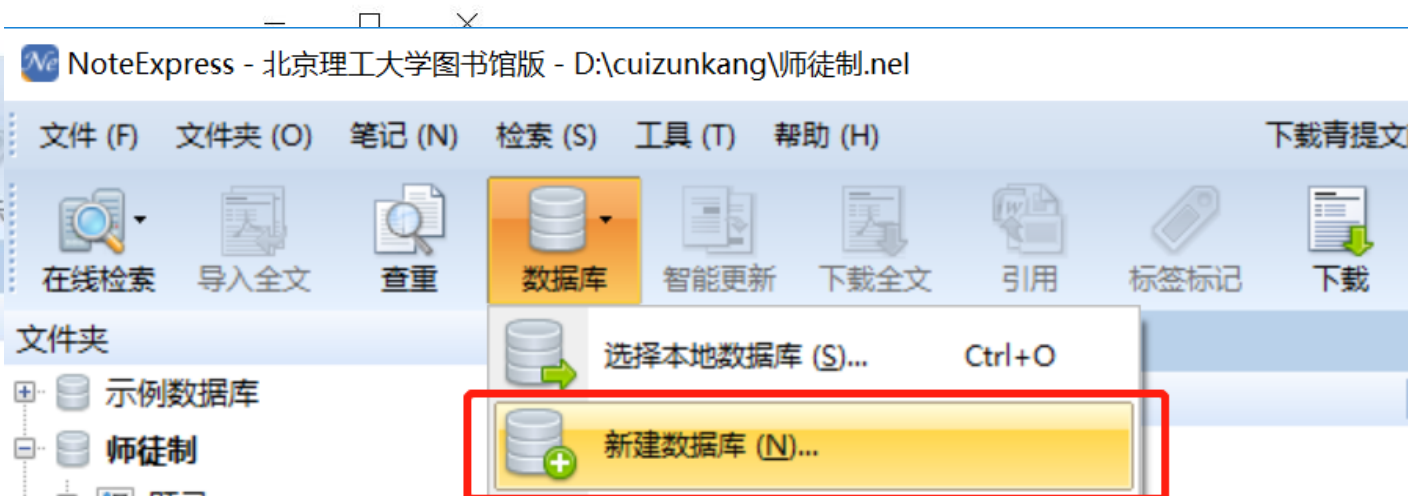 Ne NoteExpress - 北京理工大学图书馆版 - D:\cuizunkang\师徒制.nel
文件 (F) 文件夹 (O) 笔记 (N) 检索 (S) 工具 (T) 帮助 (H) 下载青提文
在线检索 导入全文 查重 数据库 智能更新 下载全文 引用 标签标记 下载
文件夹
选择本地数据库 (S)... Ctrl+O
示例数据库
新建数据库 (N)...
师徒制